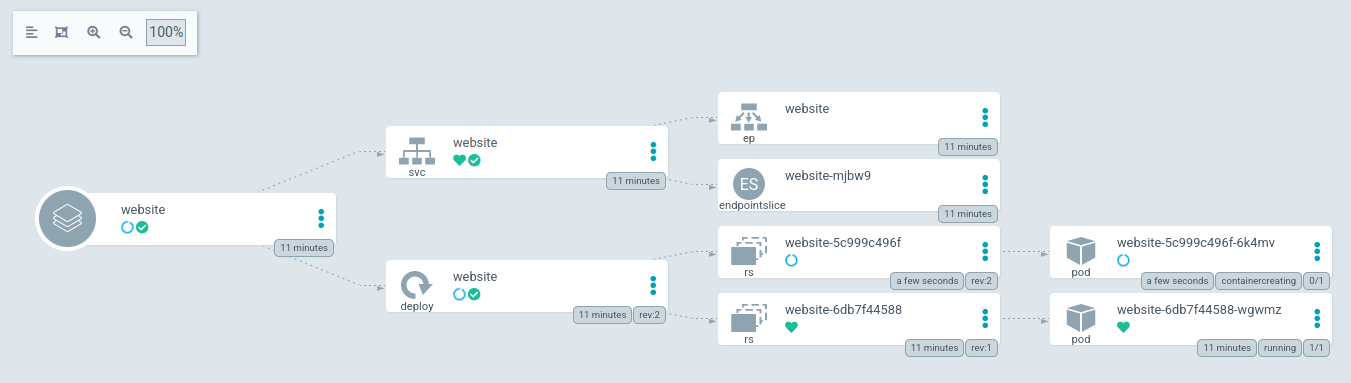 100%
website
11 minutes
website
svc
11 minutes
website
deploy
11 minutes rev:2
website
ep
11 minutes
ES
website-mjbw9
endpointslice
11 minutes
website-5c999c496f
rs
a few seconds rev:2
website-6db7f44588
rs
11 minutes rev:1
website-5c999c496f-6k4mv
pod
a few seconds containercreating 0/1
website-6db7f44588-wgwmz
pod
11 minutes running 1/1